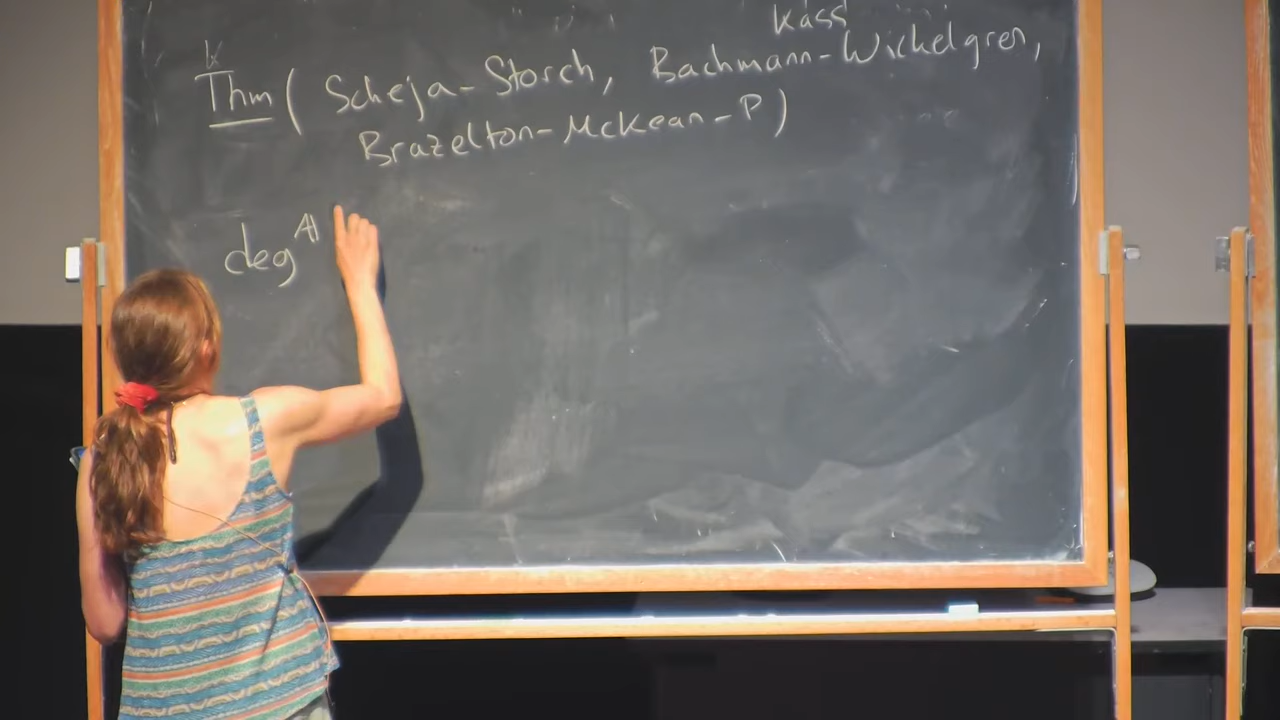 Kass
Thm ( Scheja-Storch, Bachmann-Wickelgren,
Brazelton-McKean-P)
deg^A1